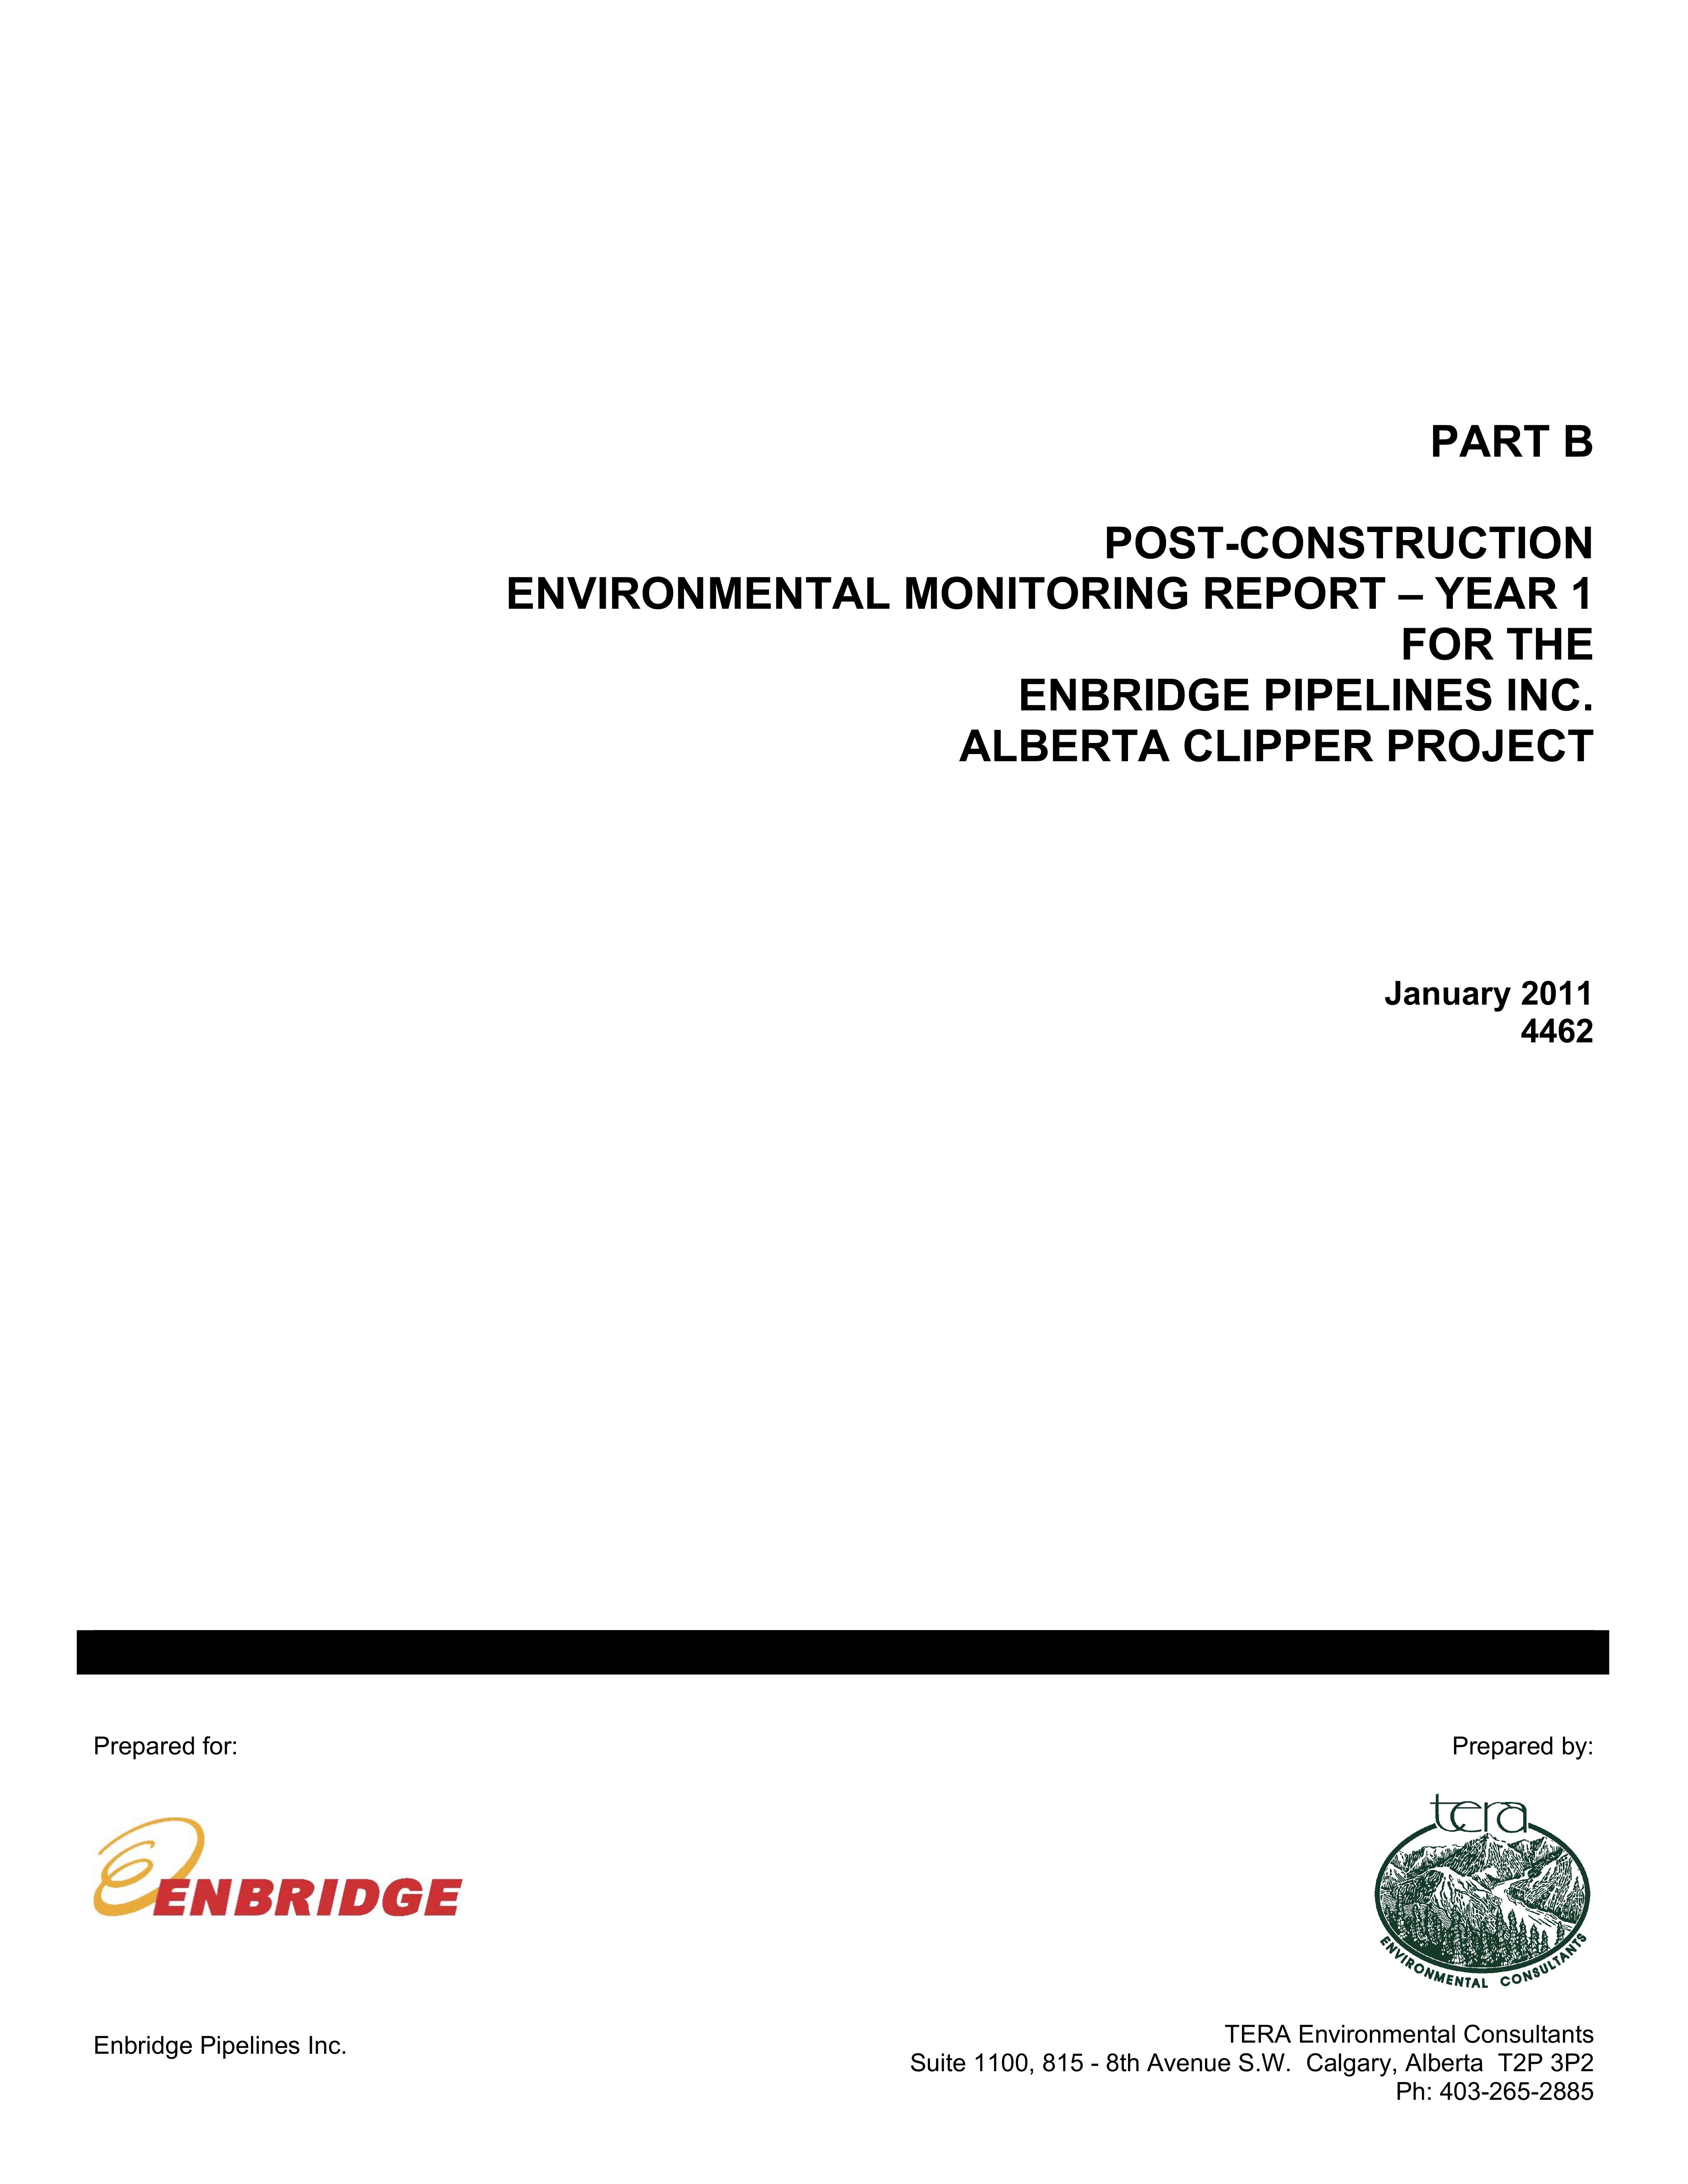 PART B
POST-CONSTRUCTION
ENVIRONMENTAL MONITORING REPORT – YEAR 1
FOR THE
ENBRIDGE PIPELINES INC.
ALBERTA CLIPPER PROJECT
January 2011
4462
Prepared for:
Prepared by:
ENBRIDGE
tera
ENVIRONMENTAL CONSULTANTS
Enbridge Pipelines Inc.
TERA Environmental Consultants
Suite 1100, 815 - 8th Avenue S.W. Calgary, Alberta T2P 3P2
Ph: 403-265-2885